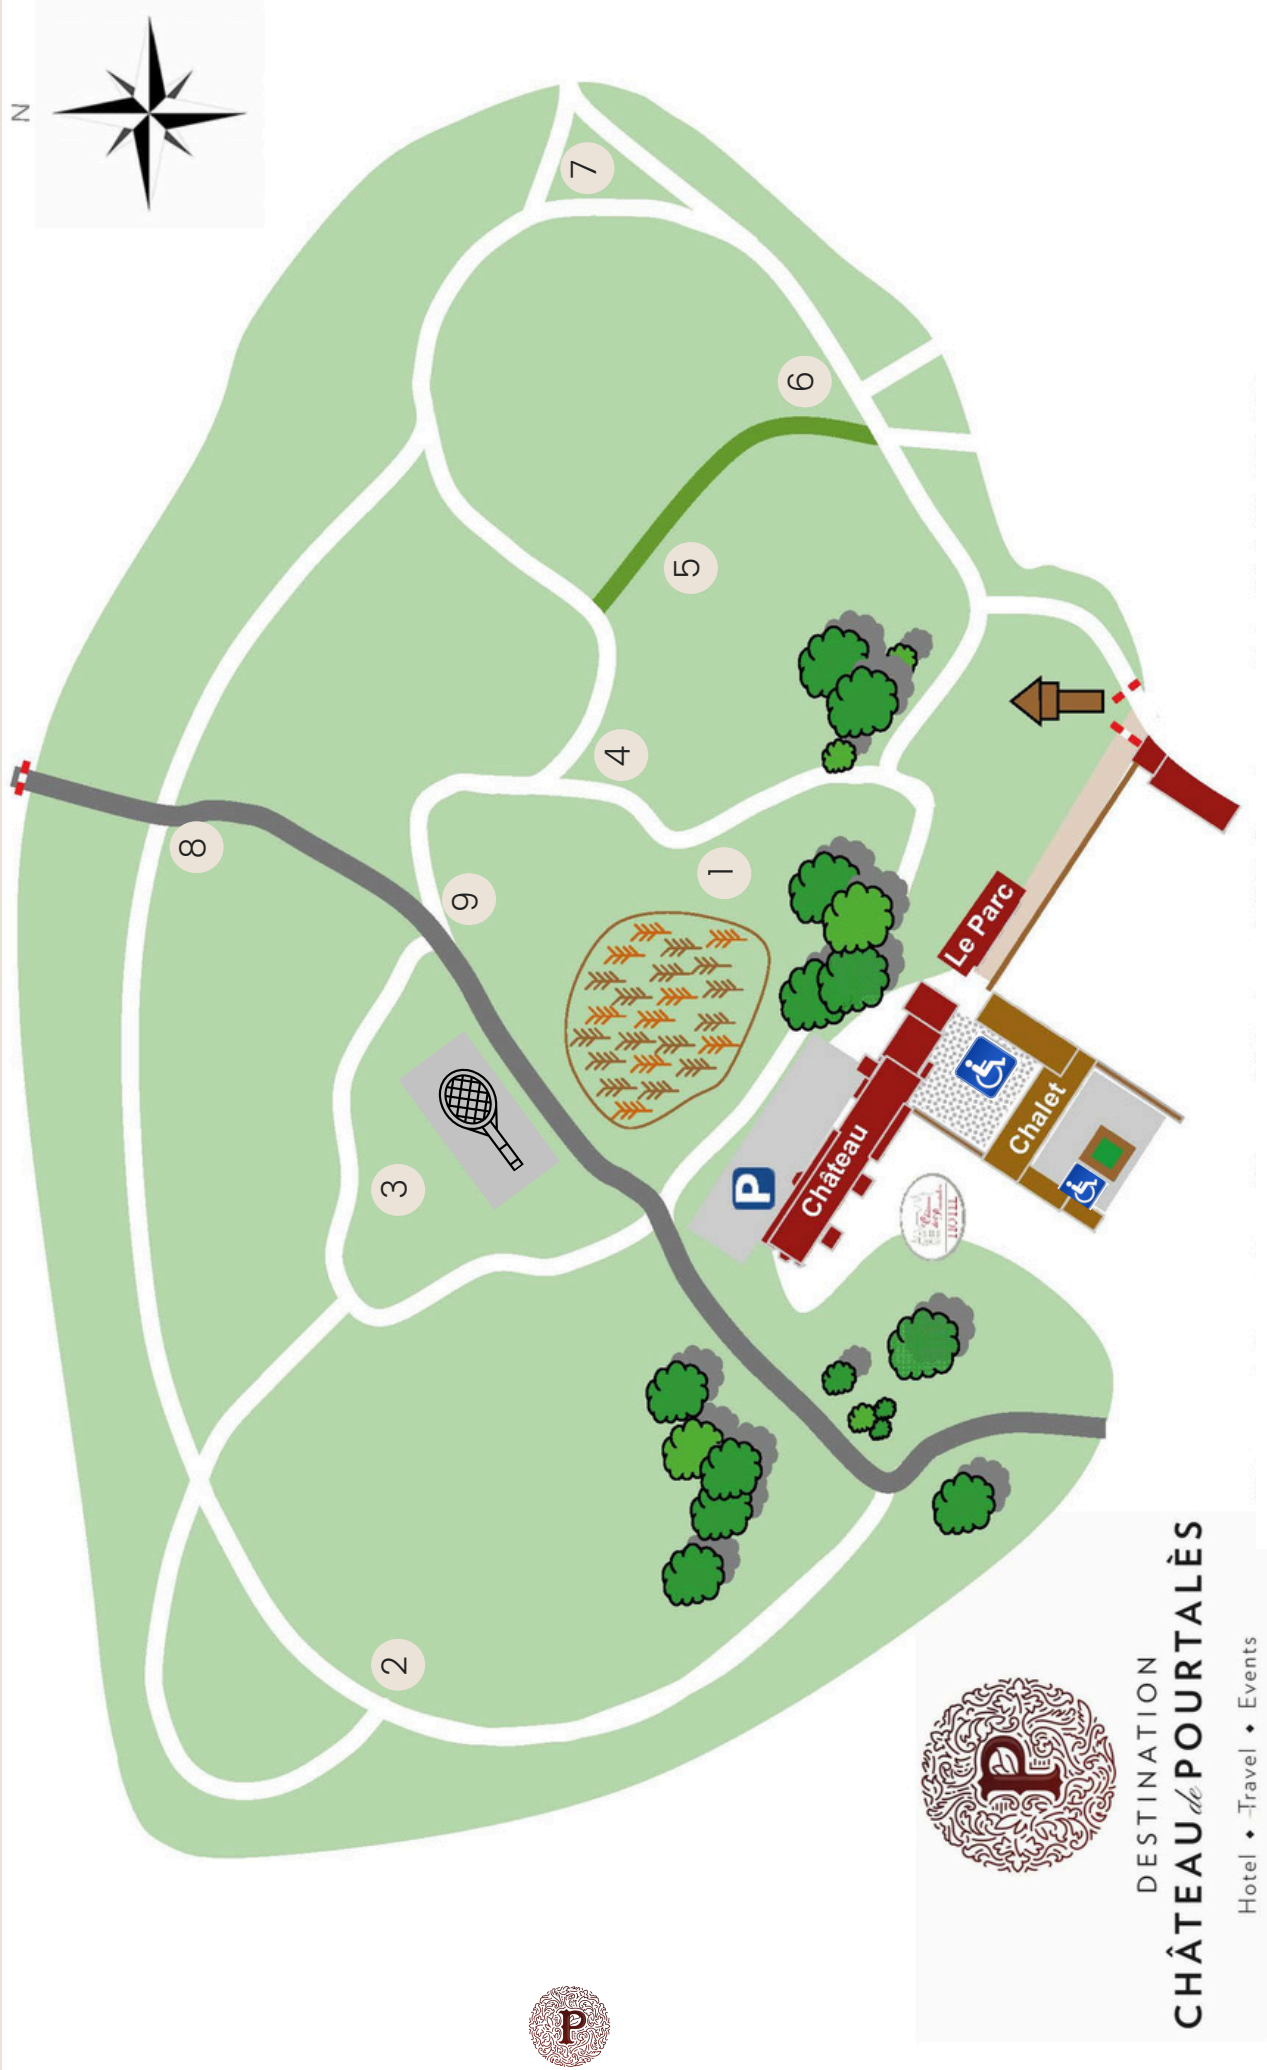 N
8
2
3
9
7
4
5
1
P
6
Château
HOTEL
Le Parc
Chalet
P
DESTINATION
CHÂTEAU de POURTALÈS
Hotel ♦ Travel ♦ Events
P